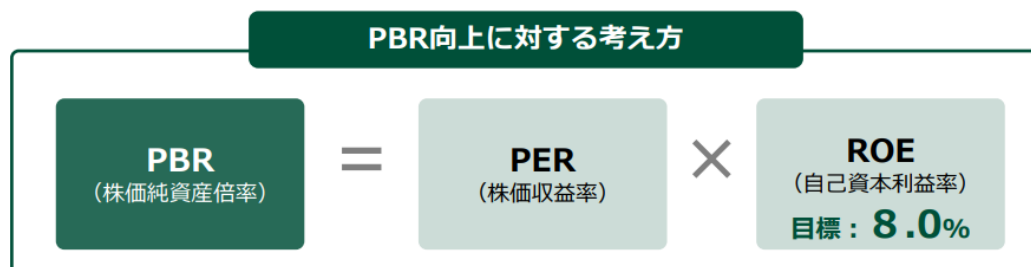 PBR向上に対する考え方
PBR
（株価純資産倍率）
＝
PER
（株価収益率）
×
ROE
（自己資本利益率）
目標：８.0%